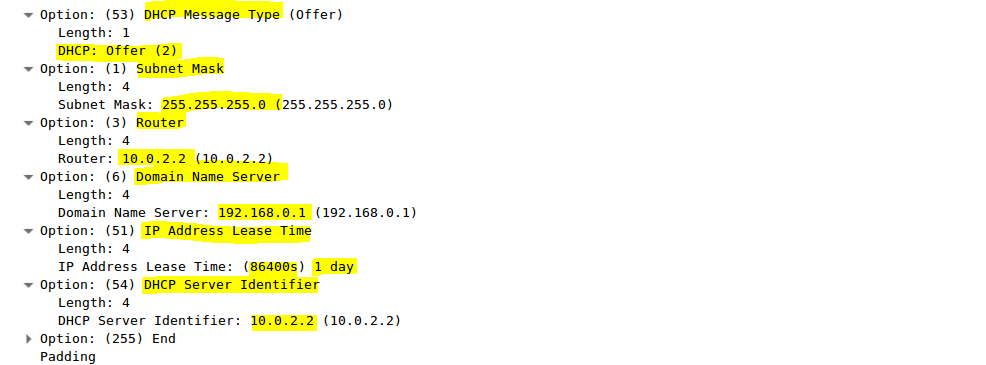 Option: (53) DHCP Message Type (Offer)
Length: 1
DHCP: Offer (2)
Option: (1) Subnet Mask
Length: 4
Subnet Mask: 255.255.255.0 (255.255.255.0)
Option: (3) Router
Length: 4
Router: 10.0.2.2 (10.0.2.2)
Option: (6) Domain Name Server
Length: 4
Domain Name Server: 192.168.0.1 (192.168.0.1)
Option: (51) IP Address Lease Time
Length: 4
IP Address Lease Time: (86400s) 1 day
Option: (54) DHCP Server Identifier
Length: 4
DHCP Server Identifier: 10.0.2.2 (10.0.2.2)
Option: (255) End
Padding